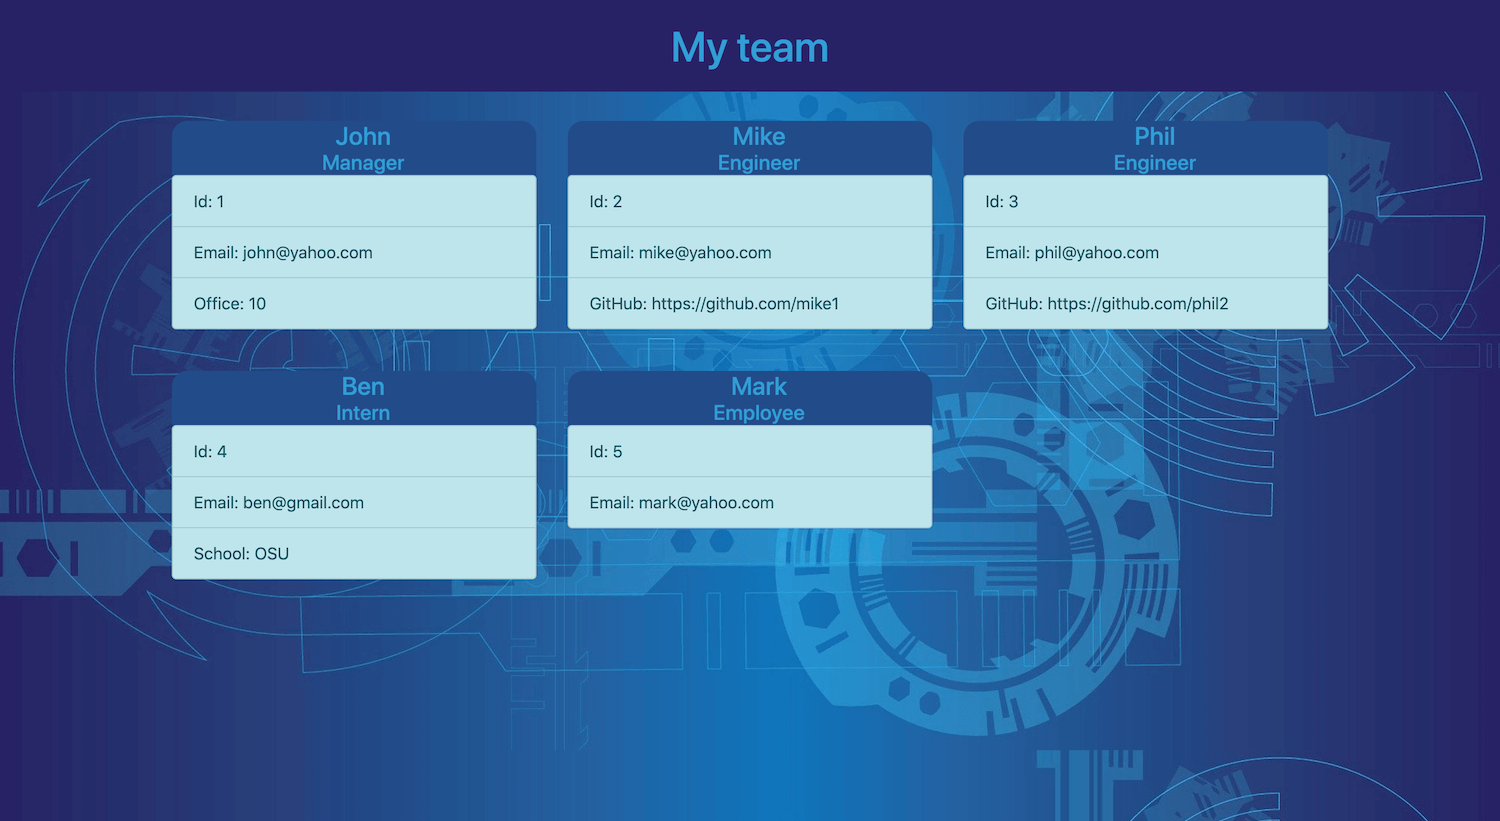 My team
John
Manager
Id: 1
Email: john@yahoo.com
Office: 10
Mike
Engineer
Id: 2
Email: mike@yahoo.com
GitHub: https://github.com/mike1
Phil
Engineer
Id: 3
Email: phil@yahoo.com
GitHub: https://github.com/phil2
Ben
Intern
Id: 4
Email: ben@gmail.com
School: OSU
Mark
Employee
Id: 5
Email: mark@yahoo.com